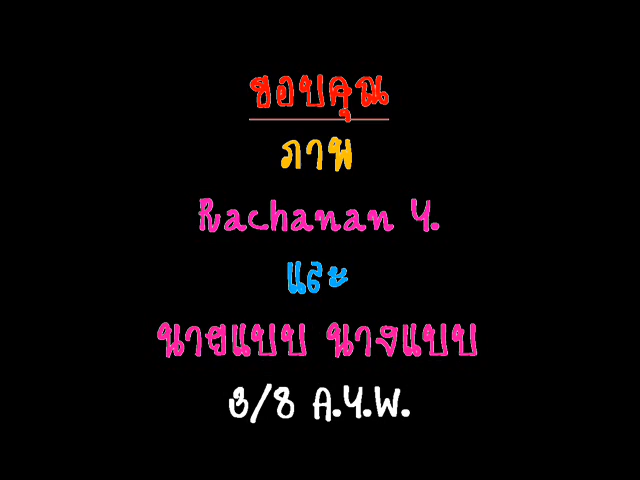 ขอบคุณ
ภาพ
Rachanan Y.
และ
นายแบบ นางแบบ
3/8 A.Y.W.